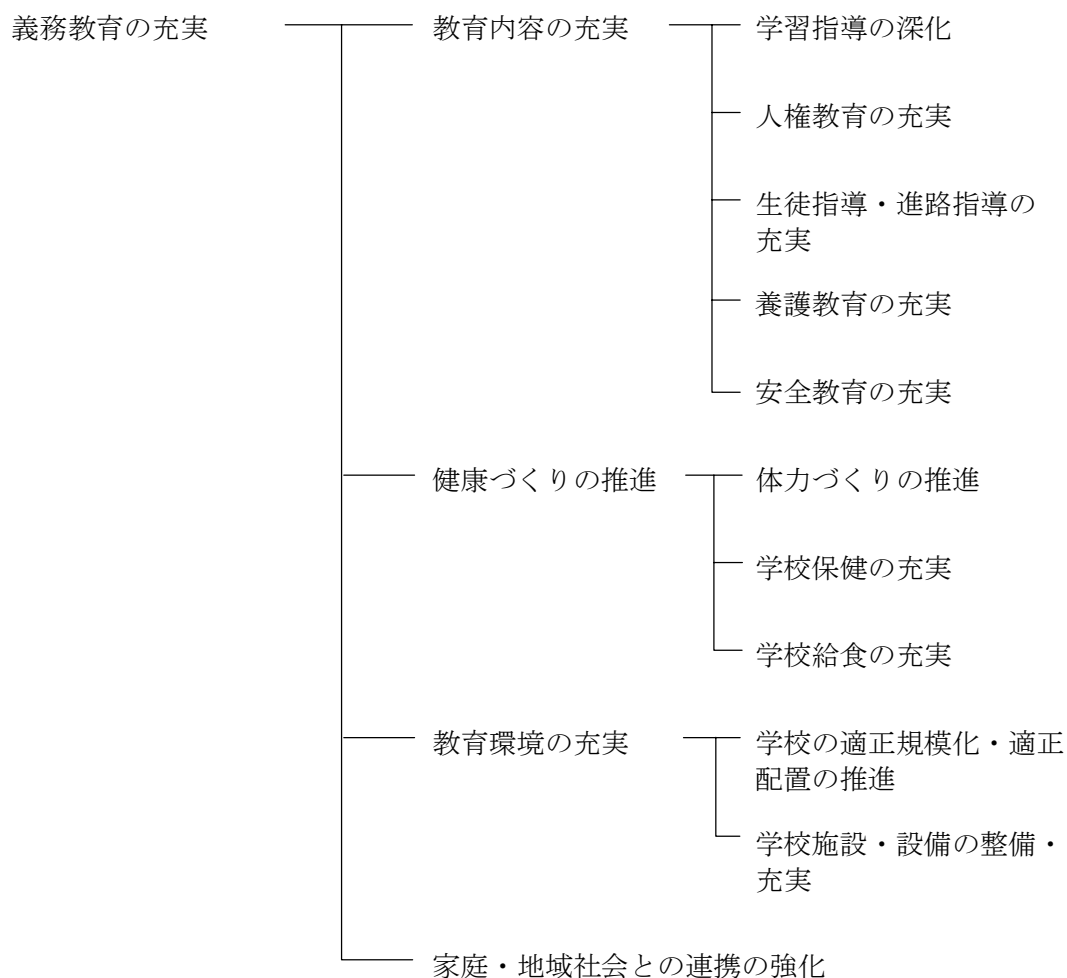 義務教育の充実
教育内容の充実
学習指導の深化
人権教育の充実
生徒指導・進路指導の
充実
養護教育の充実
安全教育の充実
健康づくりの推進
体力づくりの推進
学校保健の充実
学校給食の充実
教育環境の充実
学校の適正規模化・適正
配置の推進
学校施設・設備の整備・
充実
家庭・地域社会との連携の強化